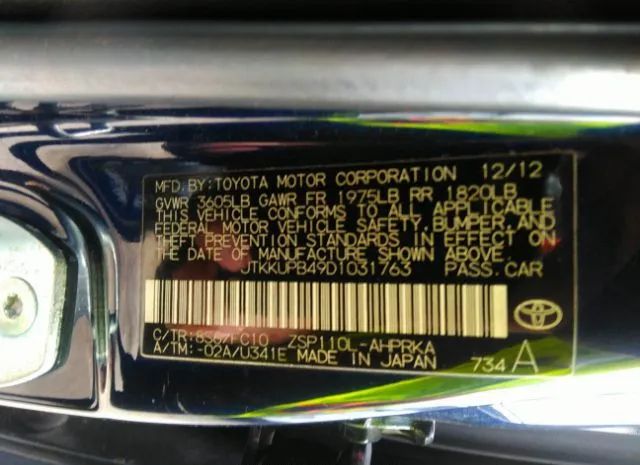 MFD.BY:TOYOTA MOTOR CORPORATION 12/12
GVWR 3605LB GAWR FR 1975LB RR 1820LB
THIS VEHICLE CONFORMS TO ALL APPLICABLE
FEDERAL MOTOR VEHICLE SAFETY,BUMPER,AND
THEFT PREVENTION STANDARDS IN EFFECT ON
THE DATE OF MANUFACTURE SHOWN ABOVE.
JTKKUPB49D1031763 PASS.CAR
C/TR:8S6/FC10 ZSP110L-AHPRKA
A/TM:-02A/U341E MADE IN JAPAN 734A